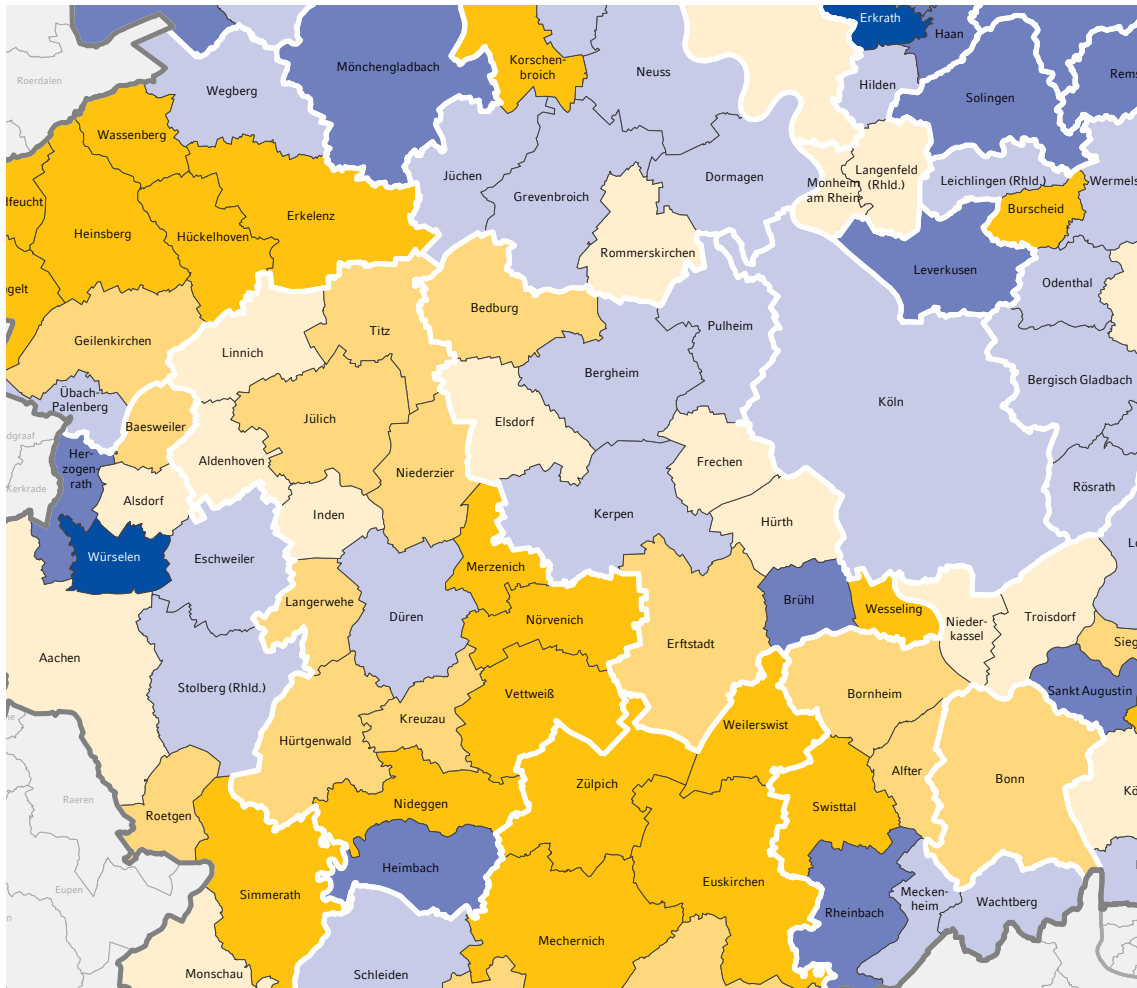 Erkrath
Haan
Korschen-
broich
Mönchengladbach
Neuss
Rems
Roerdalen
Hilden
Wegberg
Solingen
Wassenberg
Langenfeld
(Rhld.)
Jüchen
Dormagen
Monheim
am Rhein
Leichlingen (Rhld.)
Wermels
Grevenbroich
lfeucht
Erkelenz
Burscheid
Heinsberg
Hückelhoven
Rommerskirchen
Leverkusen
Odenthal
ngelt
Bedburg
Pulheim
Titz
Geilenkirchen
Linnich
Bergheim
Bergisch Gladbach
Übach-
Palenberg
Köln
Jülich
Elsdorf
Baesweiler
dgraaf
Her-
zogen-
rath
Aldenhoven
Frechen
Niederzier
Kerkrade
Rösrath
Alsdorf
Inden
Kerpen
Hürth
Würselen
Eschweiler
Merzenich
Langerwehe
Brühl
Wesseling
Düren
Nörvenich
Nieder-
kassel
Troisdorf
Erftstadt
Sieg
Aachen
Stolberg (Rhld.)
Vettweiß
Bornheim
Sankt Augustin
Kreuzau
Weilerswist
Hürtgenwald
Alfter
Bonn
Zülpich
Kö
Raeren
Nideggen
Swisttal
Roetgen
Heimbach
Euskirchen
Eupen
Simmerath
Mecken-
heim
Wachtberg
Rheinbach
Mechernich
Monschau
Schleiden